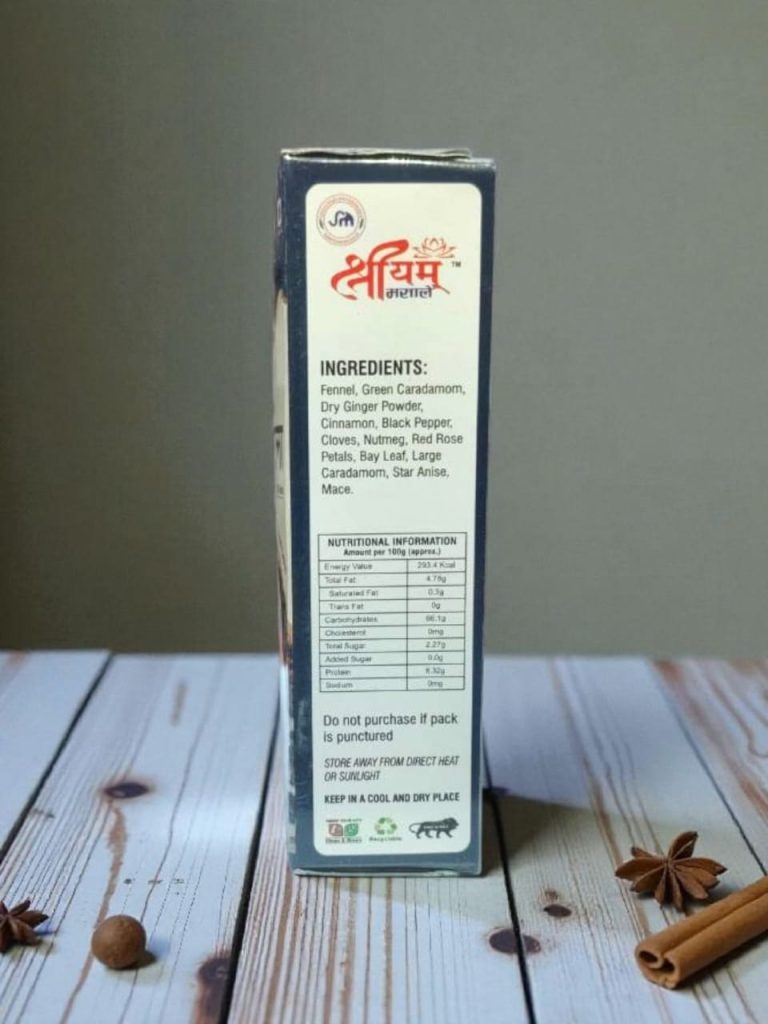 श्रीयम् ™
मसाले
INGREDIENTS:
Fennel, Green Caradamom,
Dry Ginger Powder,
Cinnamon, Black Pepper,
Cloves, Nutmeg, Red Rose
Petals, Bay Leaf, Large
Caradamom, Star Anise,
Mace.
NUTRITIONAL INFORMATION
Amount per 100g (approx.)
Energy Value 293.4 Kcal
Total Fat 4.78g
Saturated Fat 0.3g
Trans Fat 0g
Carbohydrates 66.1g
Cholesterol 0mg
Total Sugar 2.27g
Added Sugar 0.0g
Protein 6.32g
Sodium 0mg
Do not purchase if pack
is punctured
STORE AWAY FROM DIRECT HEAT
OR SUNLIGHT
KEEP IN A COOL AND DRY PLACE
Recyclable